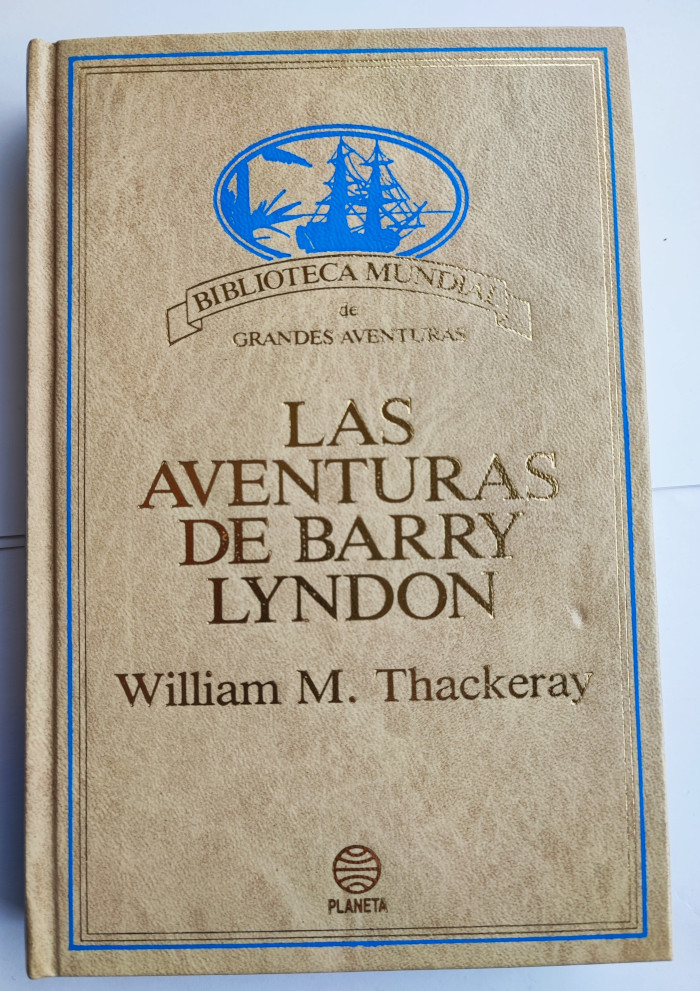 BIBLIOTECA MUNDIAL
de
GRANDES AVENTURAS
LAS
AVENTURAS
DE BARRY
LYNDON
William M. Thackeray
PLANETA